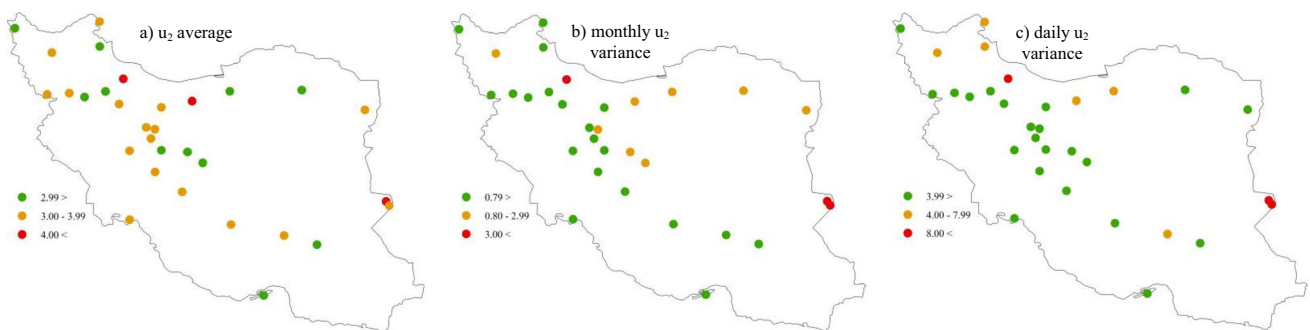 a) u₂ average
2.99 >
3.00 - 3.99
4.00 <
b) monthly u₂
variance
0.79 >
0.80 - 2.99
3.00 <
c) daily u₂
variance
3.99 >
4.00 - 7.99
8.00 <